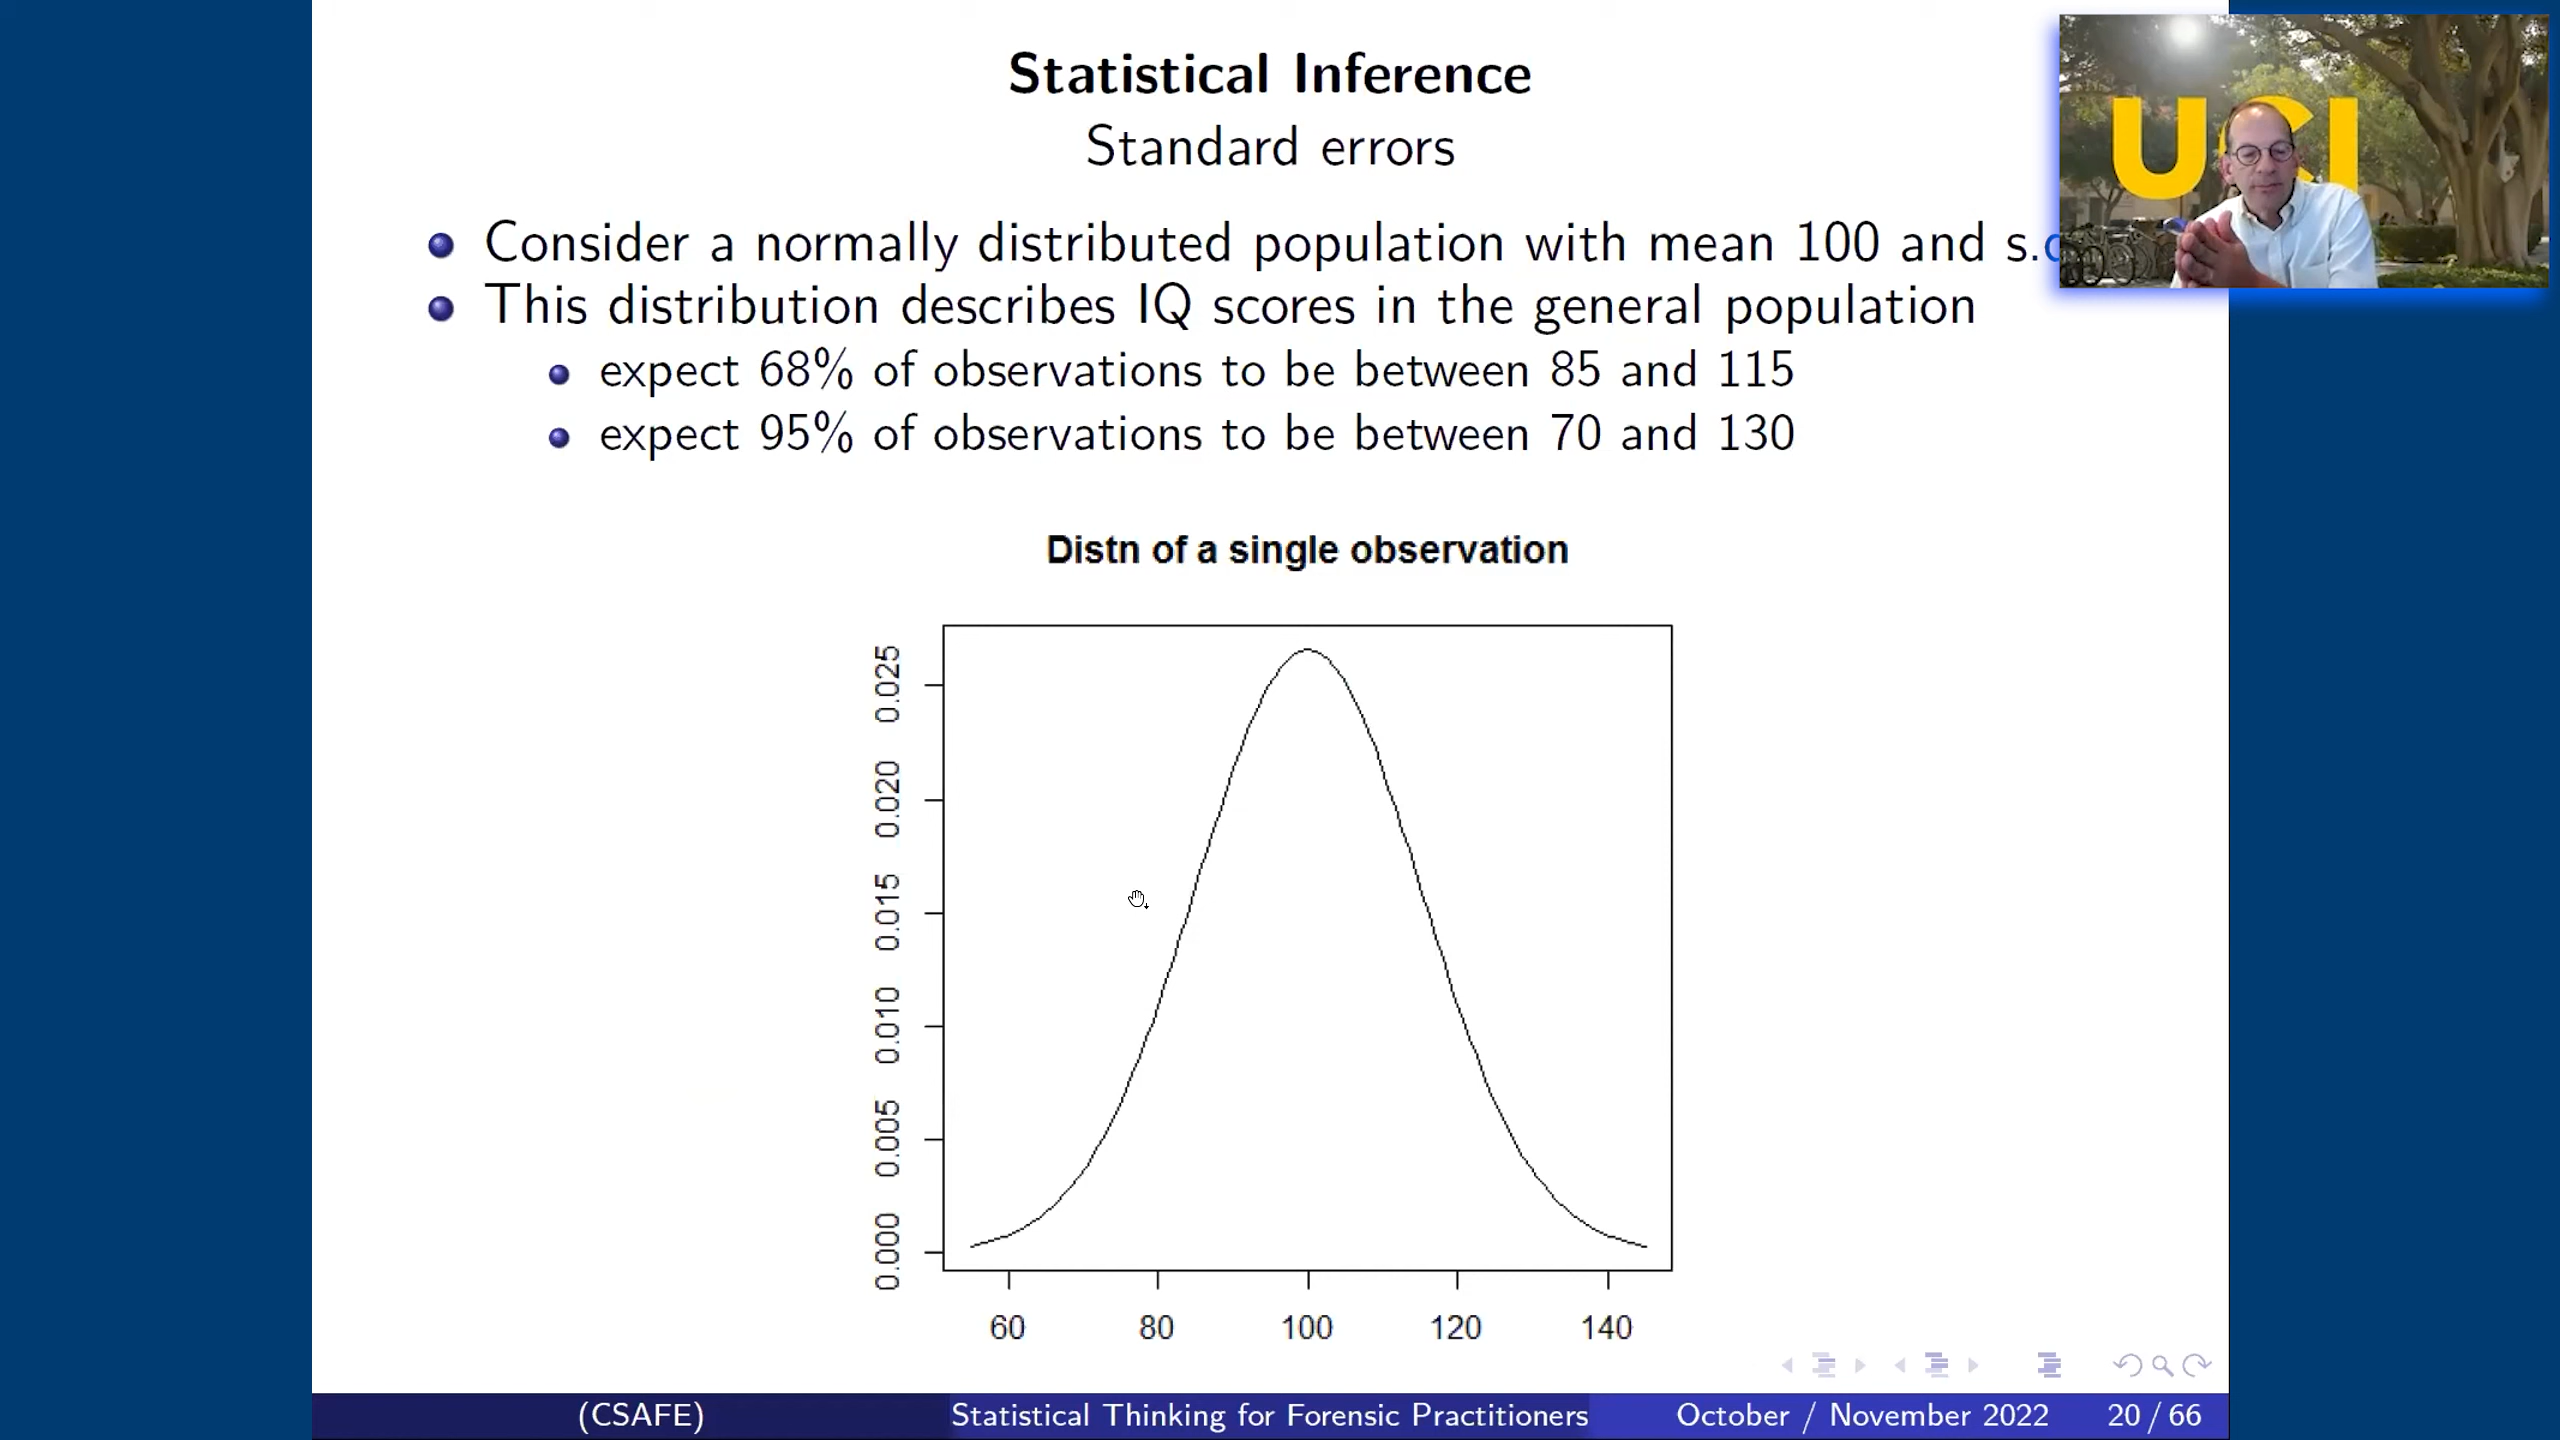 Statistical Inference
Standard errors
UCI
Consider a normally distributed population with mean 100 and
This distribution describes IQ scores in the general population
expect 68% of observations to be between 85 and 115
expect 95% of observations to be between 70 and 130
Distn of a single observation
0.025
0.020
0.015
0.010
0.005
0.000
60 80 100 120 140
(CSAFE) Statistical Thinking for Forensic Practitioners October / November 2022 20 / 66